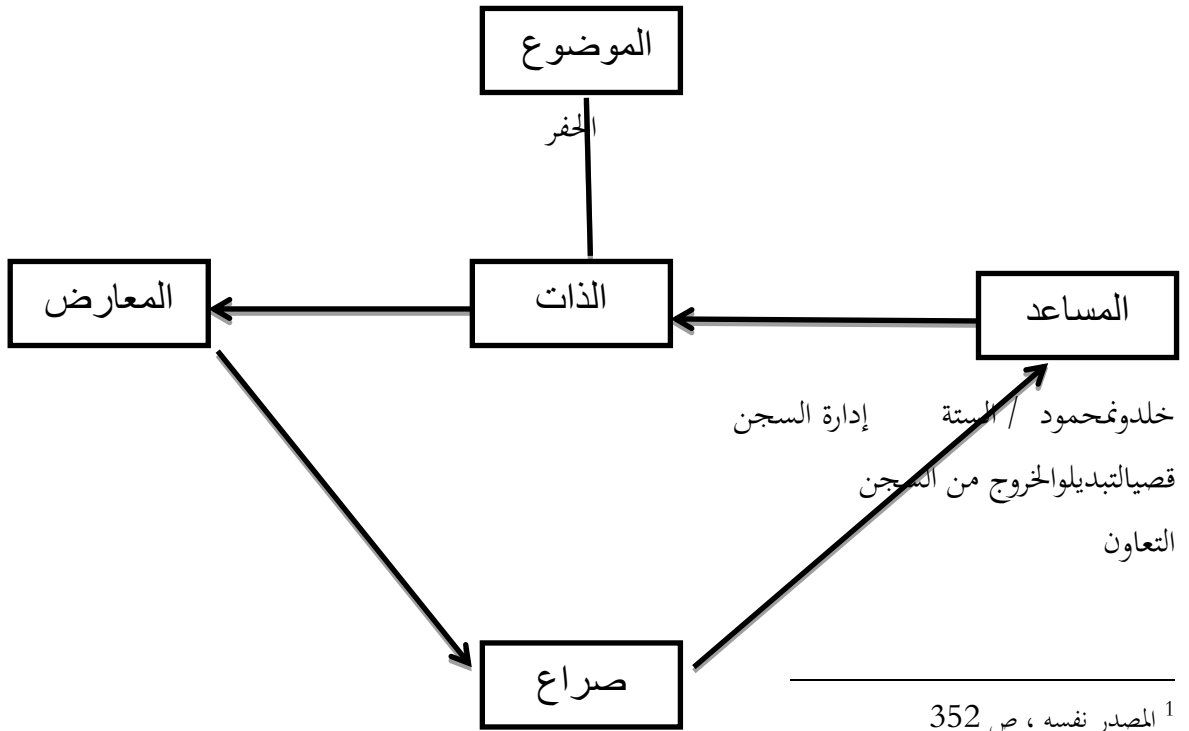 الموضوع
الحفر
المساعد
الذات
المعارض
خلدونمحمود / الستة إدارة السجن
قصيالتبديلوالخروج من السجن
التعاون
صراع
1 المصدر نفسه ، ص 352